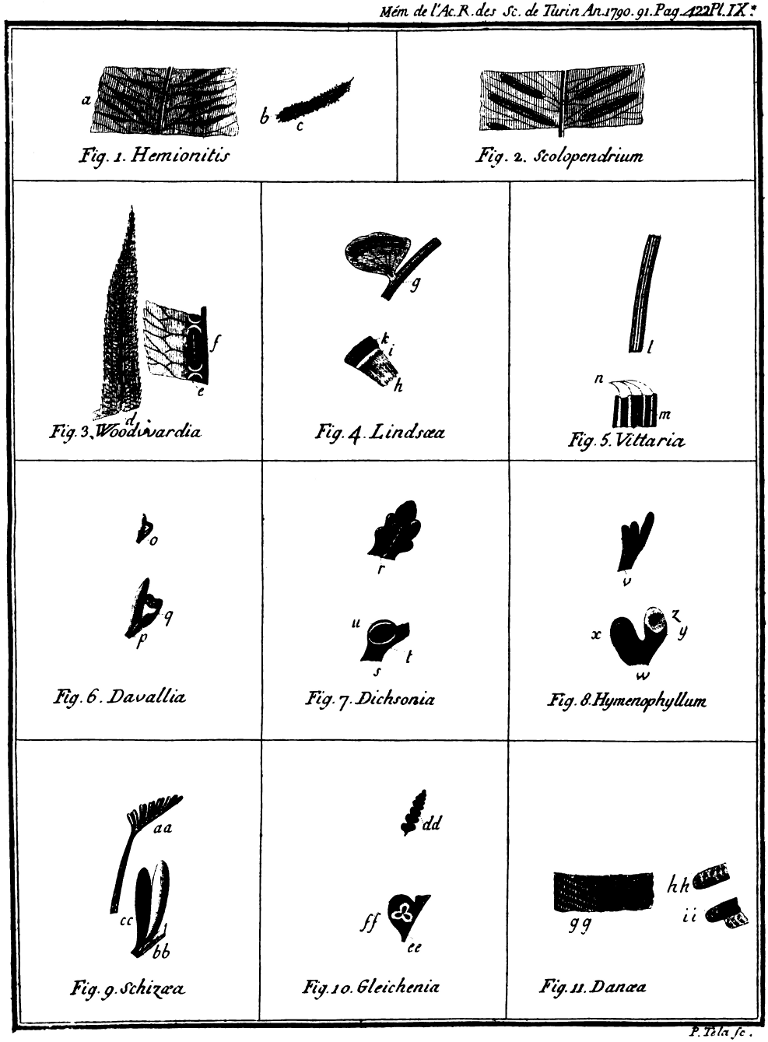 Mém de l'Ac. R. des Sc. de Turin An. 1790. 91. Pag. 422 Pl. IX.
a
b
c
Fig. 1. Hemionitis
Fig. 2. Scolopendrium
d
f
e
Fig. 3. Woodwardia
g
k
i
h
Fig. 4. Lindsæa
l
n
m
Fig. 5. Vittaria
o
q
p
Fig. 6. Davallia
r
u
t
s
Fig. 7. Dichsonia
v
x
z
y
w
Fig. 8. Hymenophyllum
aa
cc
bb
Fig. 9. Schizæa
dd
ff
ee
Fig. 10. Gleichenia
hh
gg
ii
Fig. 11. Danæa
P. Tela sc.